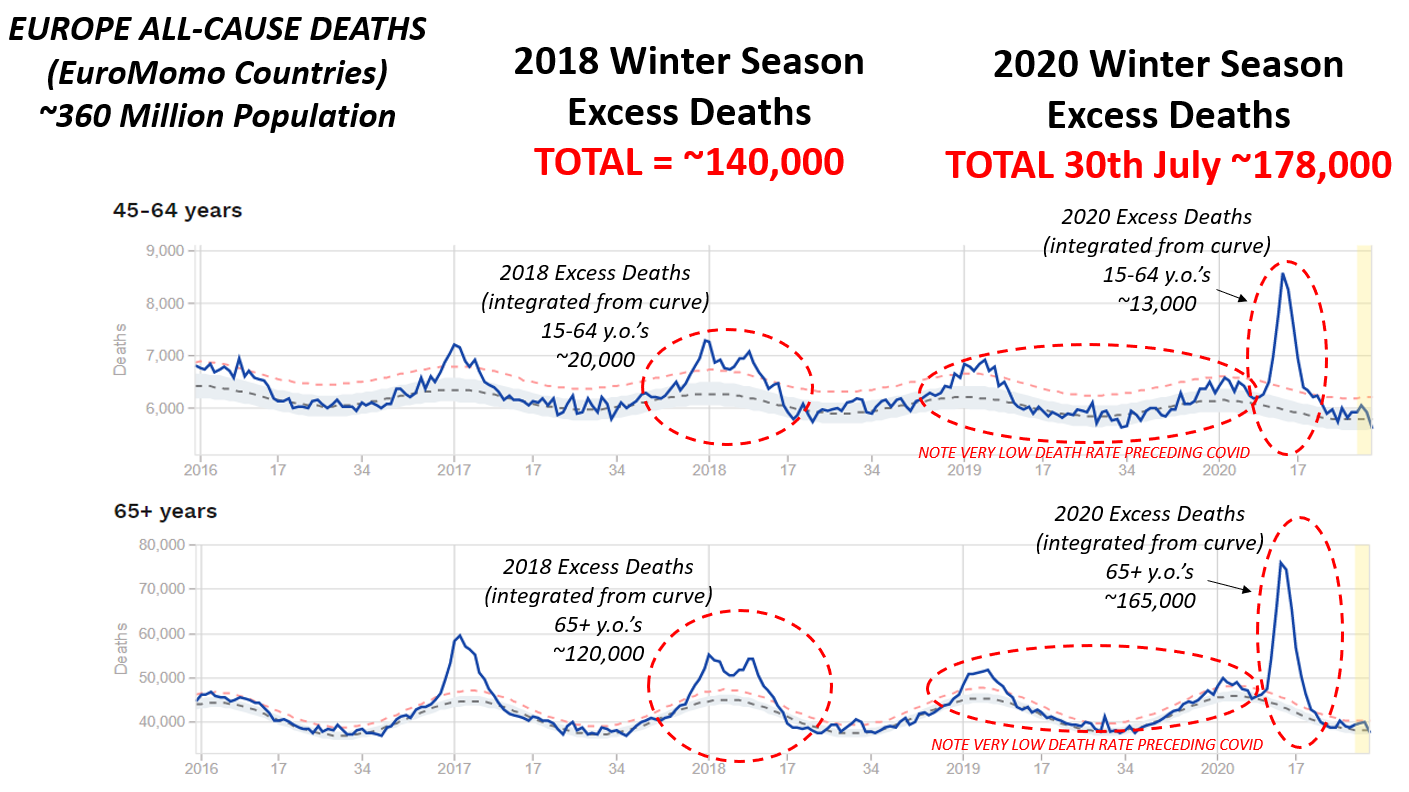 EUROPE ALL-CAUSE DEATHS
(EuroMomo Countries)
~360 Million Population
2018 Winter Season
Excess Deaths
TOTAL = ~140,000
2020 Winter Season
Excess Deaths
TOTAL 30th July ~178,000
45-64 years
2018 Excess Deaths
(integrated from curve)
15-64 y.o.'s
~20,000
2020 Excess Deaths
(integrated from curve)
15-64 y.o.'s
~13,000
9,000
8,000
7,000
6,000
Deaths
NOTE VERY LOW DEATH RATE PRECEDING COVID
2016 17 34 2017 17 34 2018 17 34 2019 17 34 2020 17
65+ years
2018 Excess Deaths
(integrated from curve)
65+ y.o.'s
~120,000
2020 Excess Deaths
(integrated from curve)
65+ y.o.'s
~165,000
80,000
70,000
60,000
50,000
40,000
Deaths
NOTE VERY LOW DEATH RATE PRECEDING COVID
2016 17 34 2017 17 34 2018 17 34 2019 17 34 2020 17